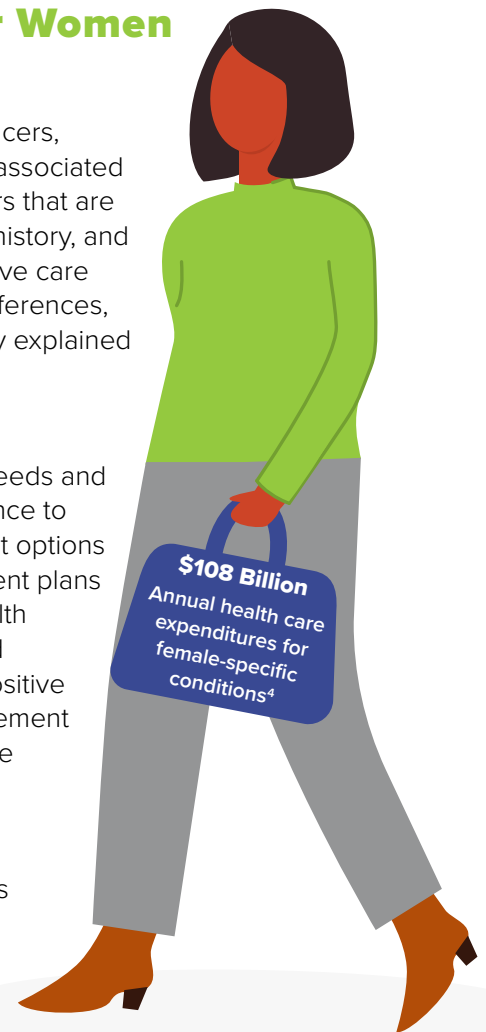 r Women
cers,
associated
rs that are
history, and
ve care
ferences,
y explained
eeds and
nce to
t options
ent plans
lth
ositive
ement
e
s
$108 Billion
Annual health care
expenditures for
female-specific
conditions⁴